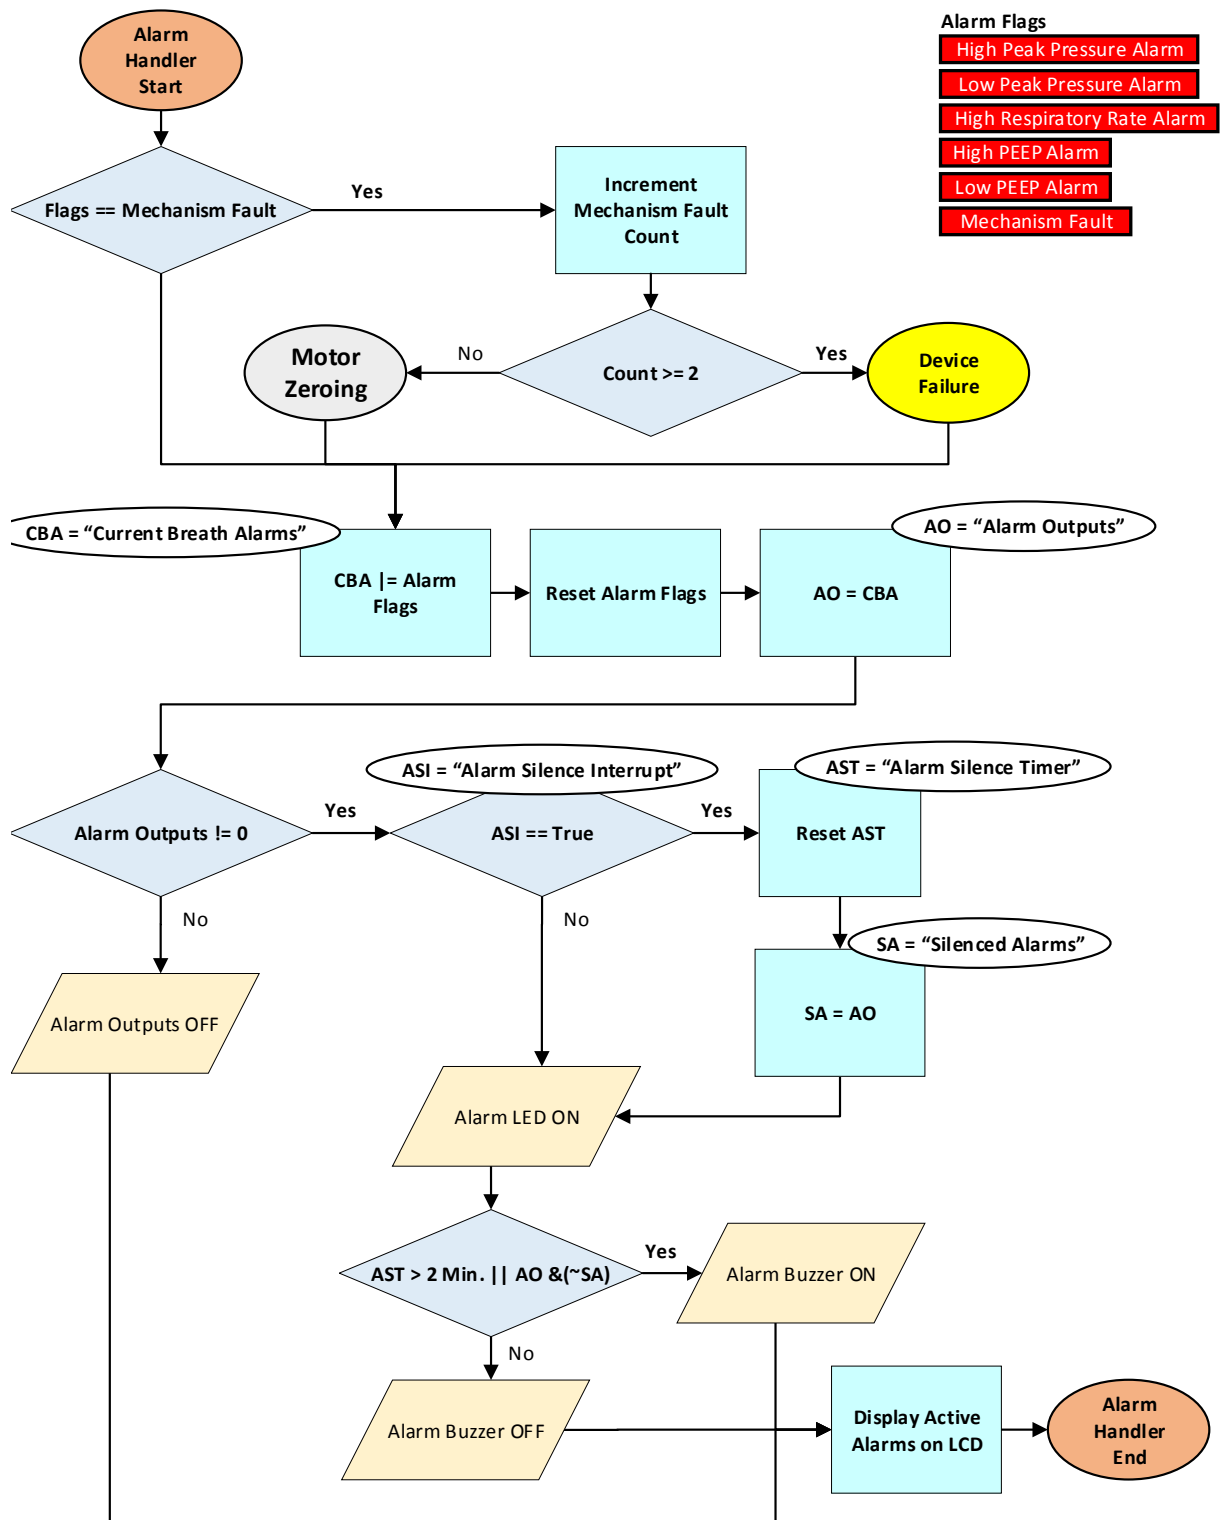 Alarm
Handler
Start
Alarm Flags
High Peak Pressure Alarm
Low Peak Pressure Alarm
High Respiratory Rate Alarm
High PEEP Alarm
Low PEEP Alarm
Mechanism Fault
Flags == Mechanism Fault
Yes
Increment
Mechanism Fault
Count
Motor
Zeroing
No
Count >= 2
Yes
Device
Failure
CBA = “Current Breath Alarms”
AO = “Alarm Outputs”
CBA |= Alarm
Flags
Reset Alarm Flags
AO = CBA
ASI = “Alarm Silence Interrupt”
AST = “Alarm Silence Timer”
Alarm Outputs != 0
Yes
ASI == True
Yes
Reset AST
No
No
SA = “Silenced Alarms”
Alarm Outputs OFF
SA = AO
Alarm LED ON
AST > 2 Min. || AO &(~SA)
Yes
Alarm Buzzer ON
No
Alarm Buzzer OFF
Display Active
Alarms on LCD
Alarm
Handler
End